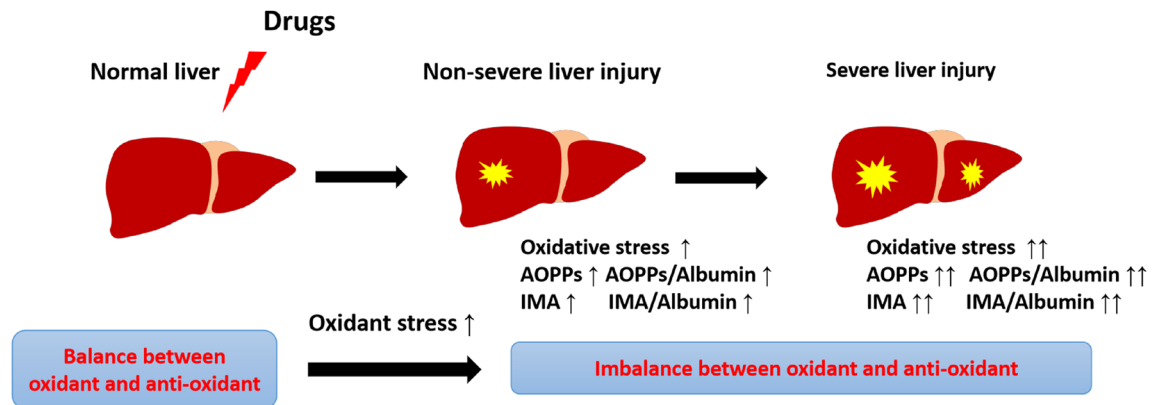 Drugs
Normal liver
Non-severe liver injury
Severe liver injury
Oxidative stress ↑
AOPPs ↑ AOPPs/Albumin ↑
IMA ↑ IMA/Albumin ↑
Oxidative stress ↑↑
AOPPs ↑↑ AOPPs/Albumin ↑↑
IMA ↑↑ IMA/Albumin ↑↑
Oxidant stress ↑
Balance between
oxidant and anti-oxidant
Imbalance between oxidant and anti-oxidant